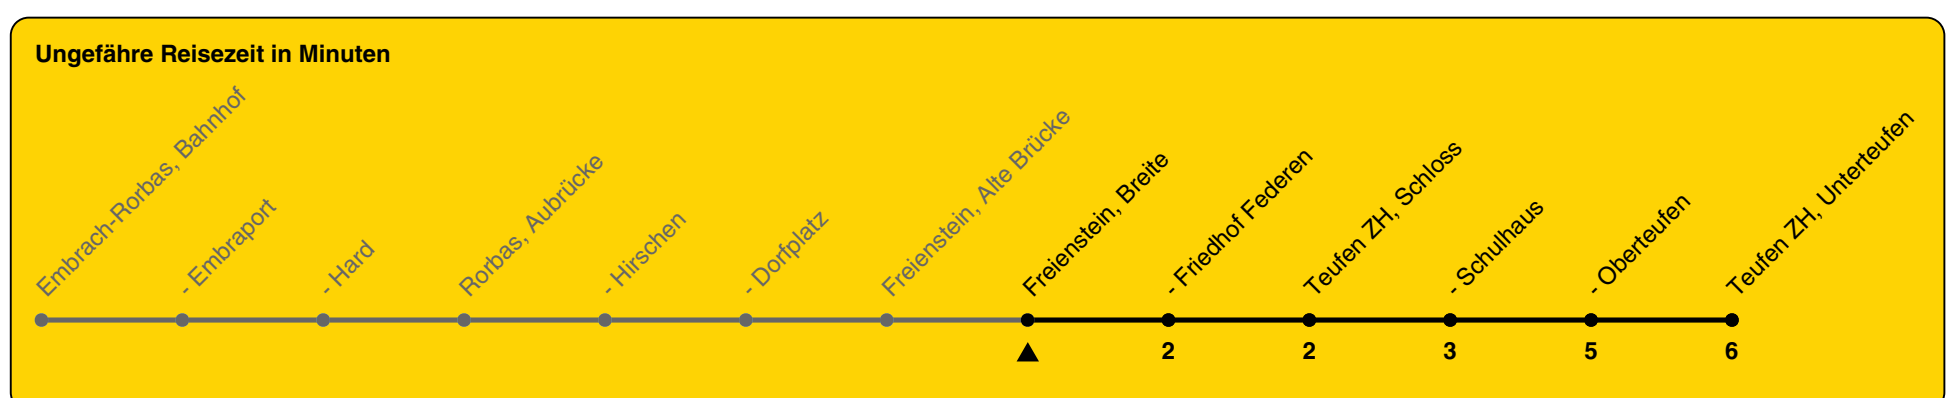 Ungefähre Reisezeit in Minuten
Embrach-Rorbas, Bahnhof
- Embraport
- Hard
Rorbas, Aubrücke
- Hirschen
- Dorfplatz
Freienstein, Alte Brücke
Freienstein, Breite
- Friedhof Federen
Teufen ZH, Schloss
- Schulhaus
- Oberteufen
Teufen ZH, Unterteufen
2 2 3 5 6